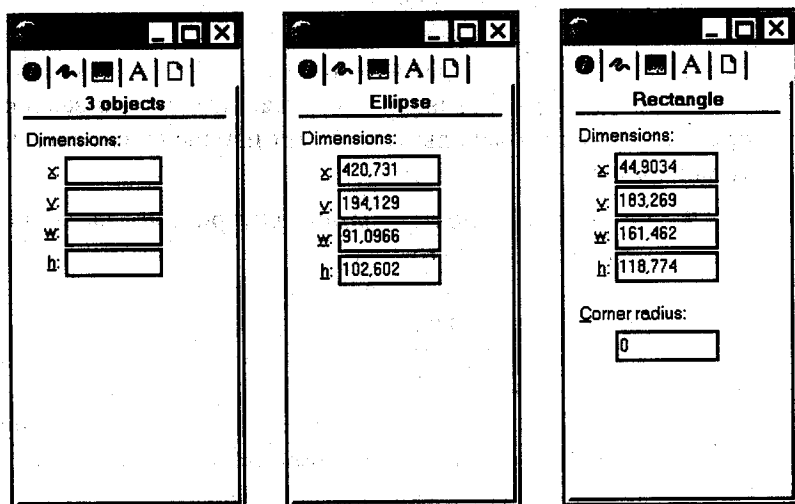 3 objects
Dimensions:
x:
y:
w:
h:
Ellipse
Dimensions:
x: 420,731
y: 194,129
w: 91,0966
h: 102,602
Rectangle
Dimensions:
x: 44,9034
y: 183,269
w: 161,462
h: 118,774
Corner radius:
0